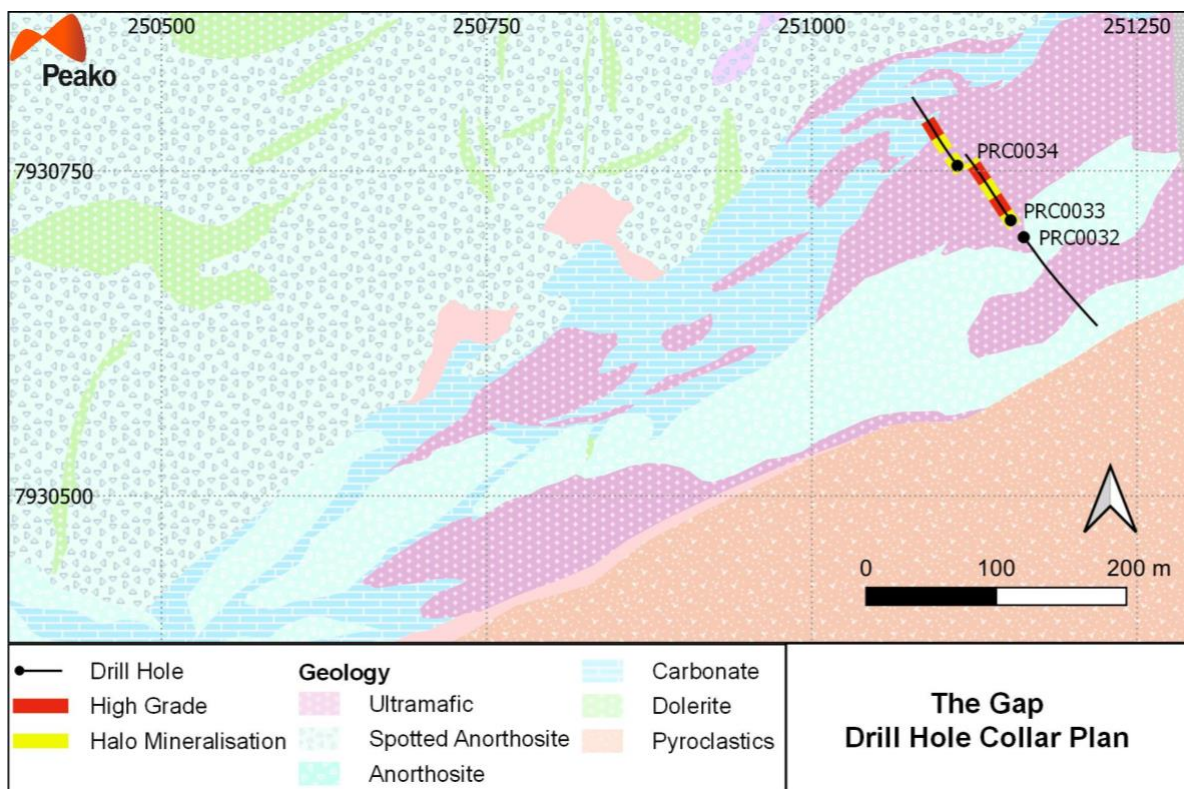 250500
250750
251000
251250
Peako
7930750
PRC0034
PRC0033
PRC0032
7930500
0
100
200 m
Drill Hole
High Grade
Halo Mineralisation
Geology
Ultramafic
Spotted Anorthosite
Anorthosite
Carbonate
Dolerite
Pyroclastics
The Gap
Drill Hole Collar Plan